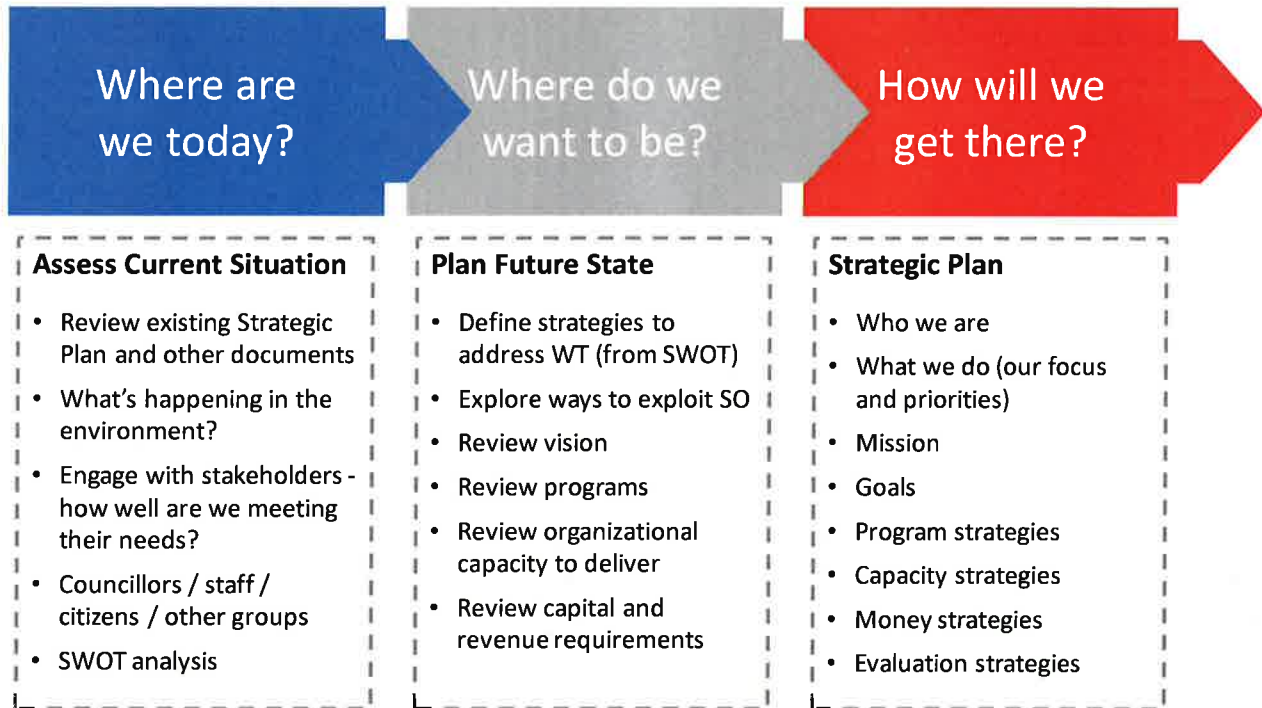 Where are
we today?
Where do we
want to be?
How will we
get there?
Assess Current Situation
• Review existing Strategic
Plan and other documents
• What's happening in the
environment?
• Engage with stakeholders -
how well are we meeting
their needs?
• Councillors / staff /
citizens / other groups
• SWOT analysis
Plan Future State
• Define strategies to
address WT (from SWOT)
• Explore ways to exploit SO
• Review vision
• Review programs
• Review organizational
capacity to deliver
• Review capital and
revenue requirements
Strategic Plan
• Who we are
• What we do (our focus
and priorities)
• Mission
• Goals
• Program strategies
• Capacity strategies
• Money strategies
• Evaluation strategies